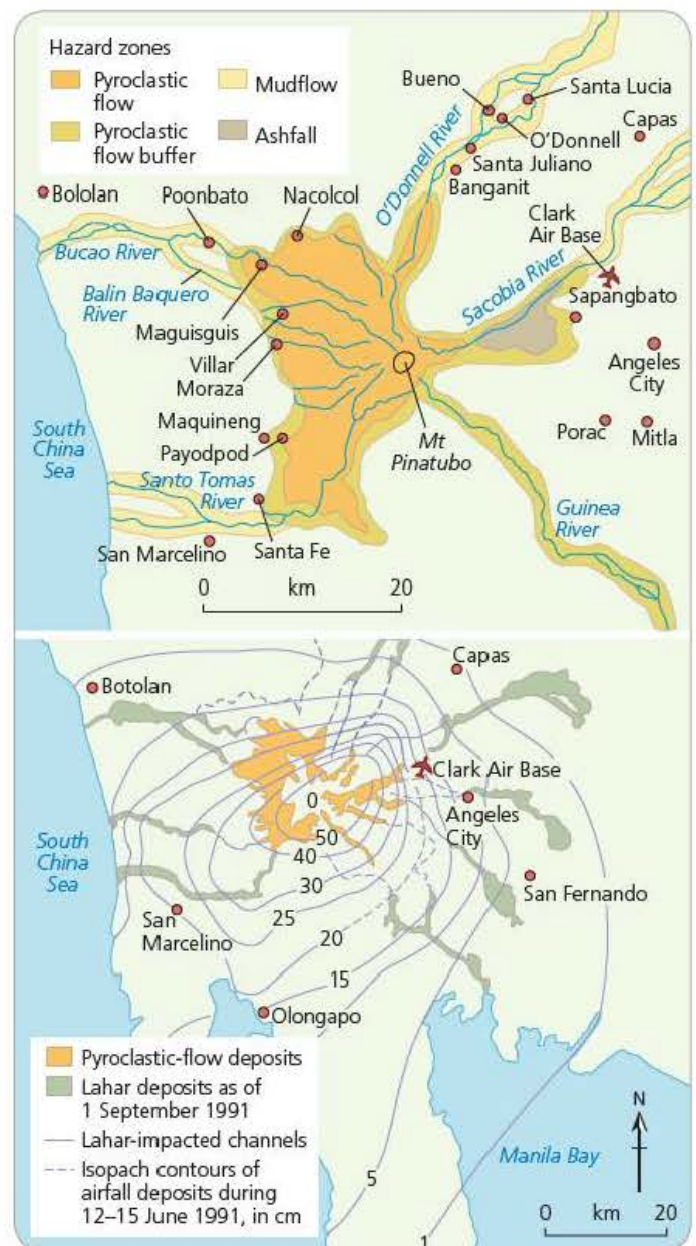 Hazard zones
Pyroclastic
flow
Mudflow
Pyroclastic
flow buffer
Ashfall
Bueno
Santa Lucia
O'Donnell
Capas
Santa Juliano
Banganit
O'Donnell River
Bololan
Poonbato
Nacolcol
Clark
Air Base
Bucao River
Sacobia River
Balin Baquero
River
Sapangbato
Maguisguis
Villar
Moraza
Angeles
City
Maquineng
Payodpod
Mt
Pinatubo
Porac
Mitla
South
China
Sea
Santo Tomas
River
Guinea
River
San Marcelino
Santa Fe
0
km
20
Capas
Botolan
Clark Air Base
0
Angeles
City
50
40
South
China
Sea
30
San Fernando
25
San
Marcelino
20
15
Olongapo
Pyroclastic-flow deposits
Lahar deposits as of
1 September 1991
Lahar-impacted channels
Isopach contours of
airfall deposits during
12–15 June 1991, in cm
N
Manila Bay
5
0
km
20
1